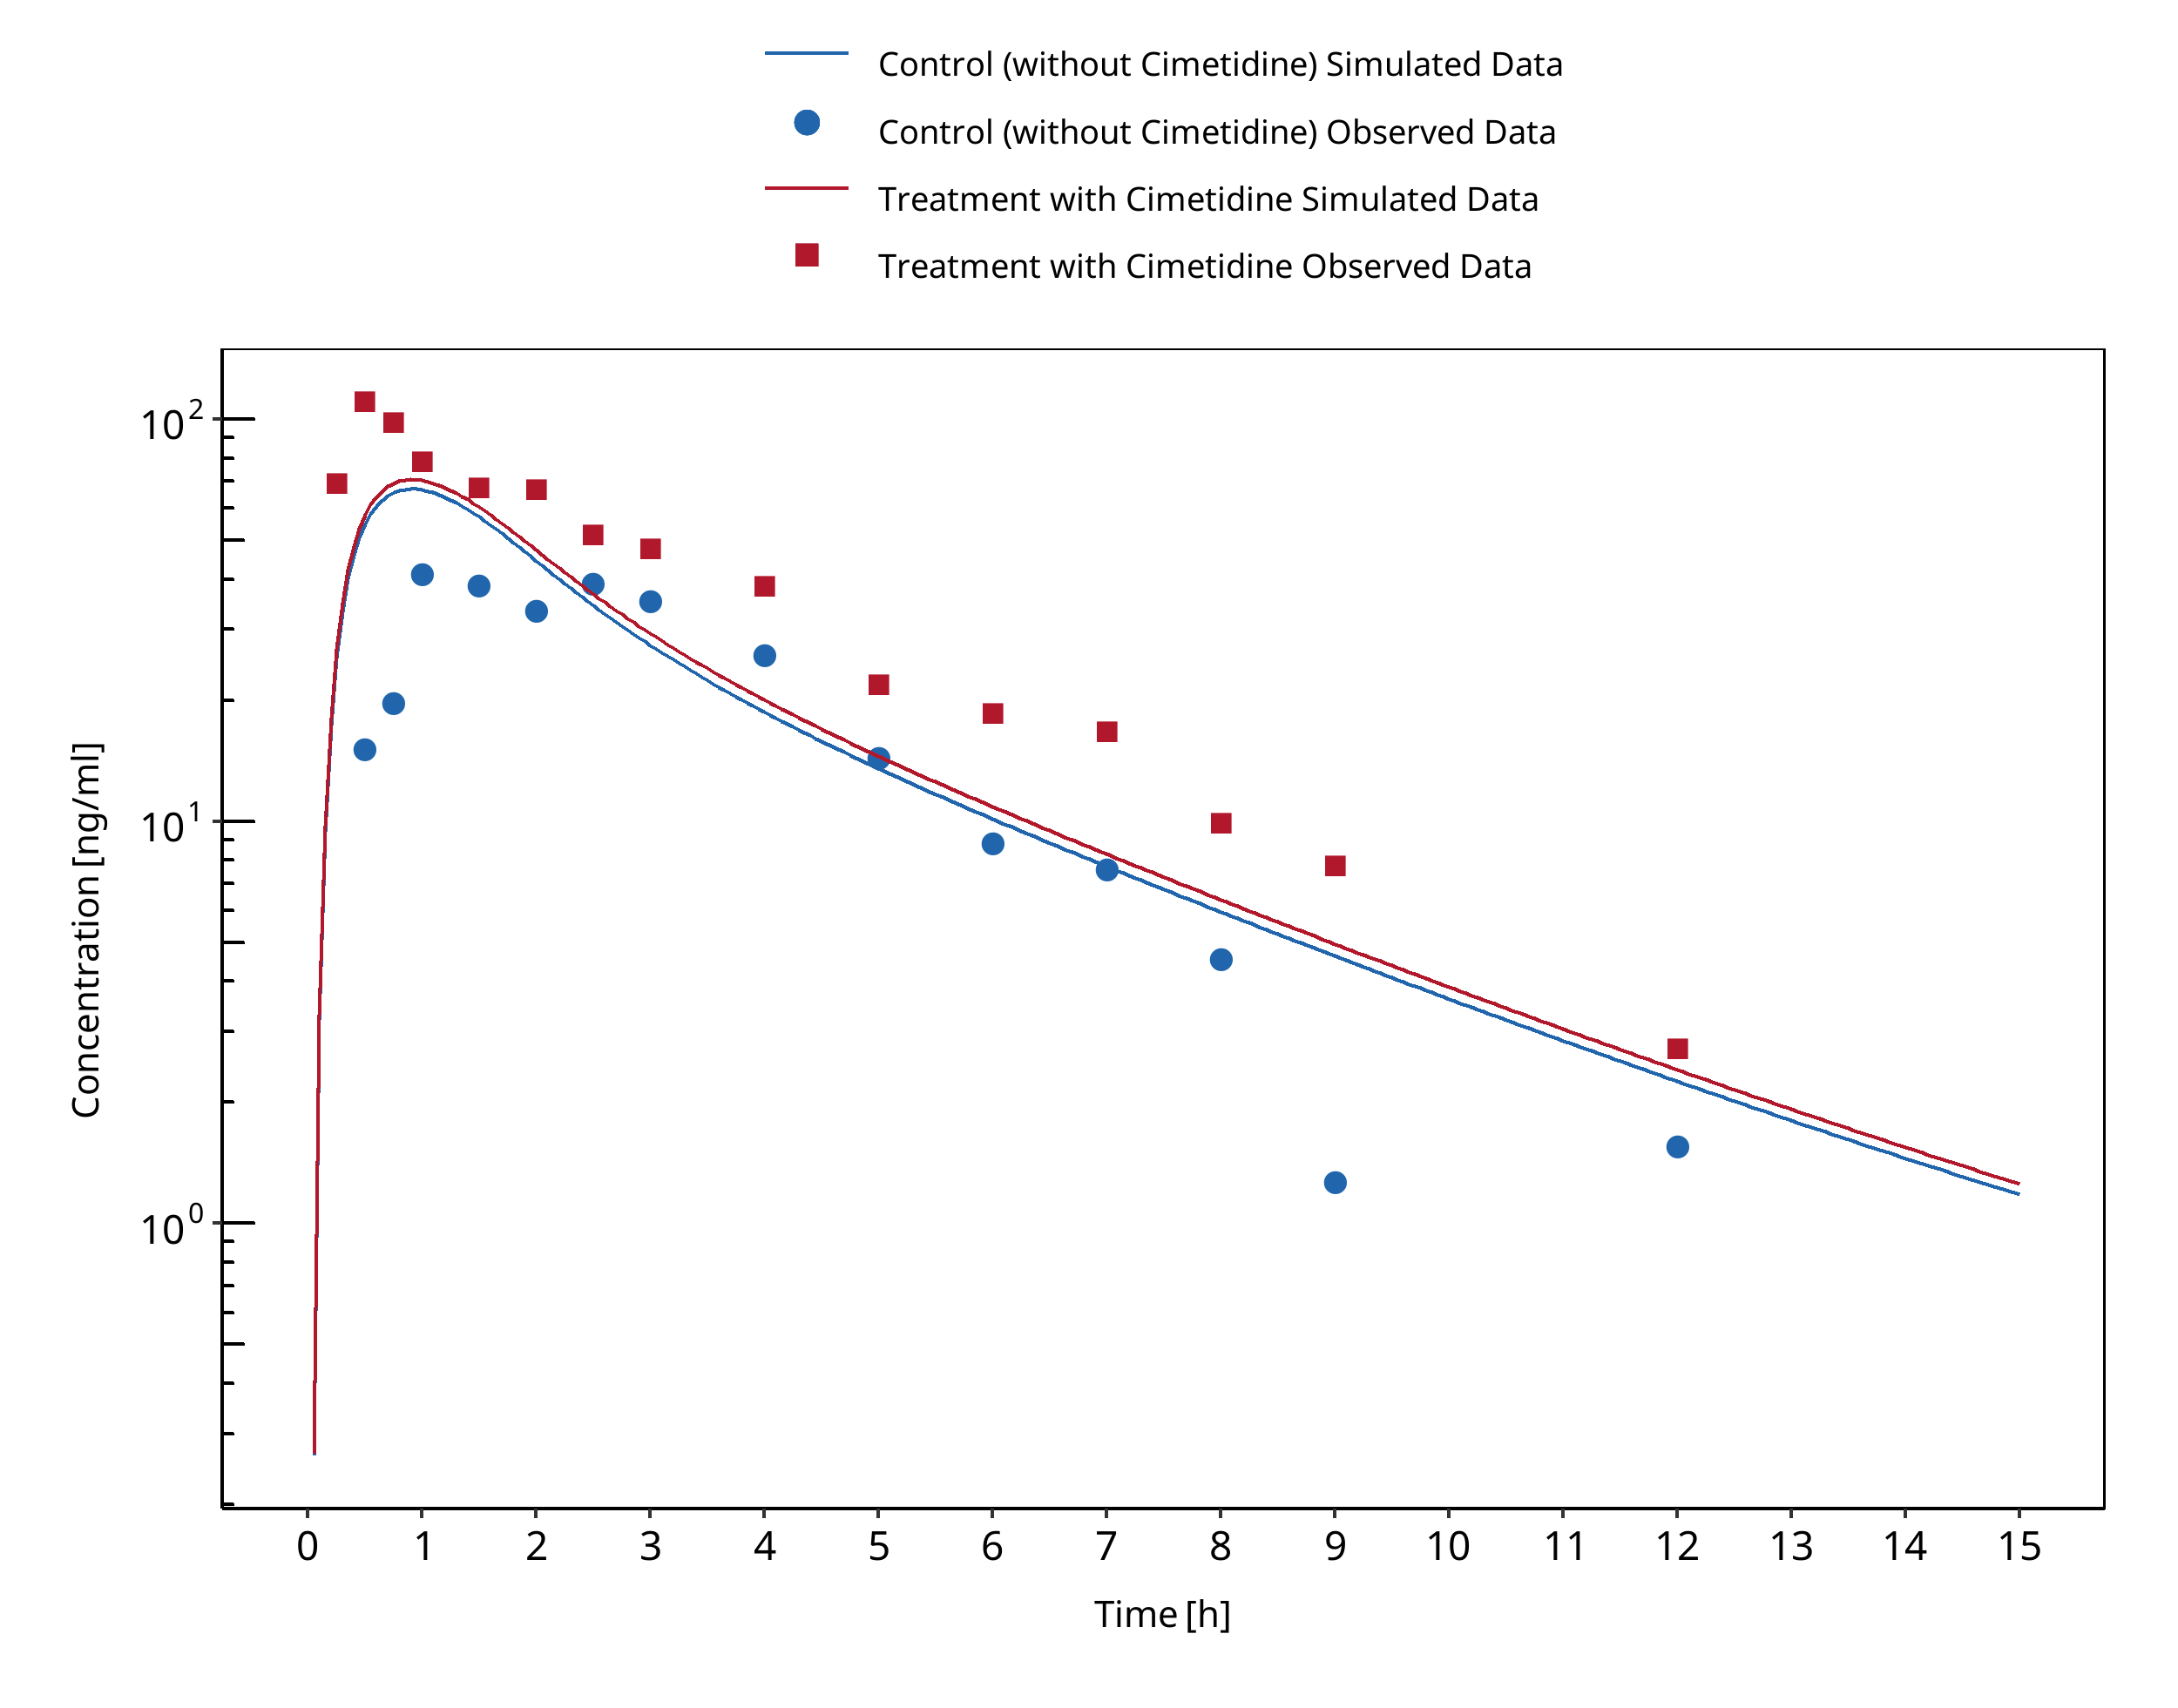 Control (without Cimetidine) Simulated Data
Control (without Cimetidine) Observed Data
Treatment with Cimetidine Simulated Data
Treatment with Cimetidine Observed Data
10^2
10^1
10^0
Concentration [ng/ml]
0 1 2 3 4 5 6 7 8 9 10 11 12 13 14 15
Time [h]